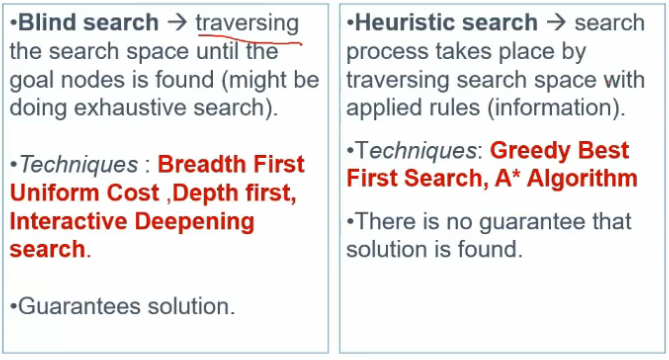 •Blind search → traversing
the search space until the
goal nodes is found (might be
doing exhaustive search).
•Techniques : Breadth First
Uniform Cost ,Depth first,
Interactive Deepening
search.
•Guarantees solution.
•Heuristic search → search
process takes place by
traversing search space with
applied rules (information).
•Techniques: Greedy Best
First Search, A* Algorithm
•There is no guarantee that
solution is found.